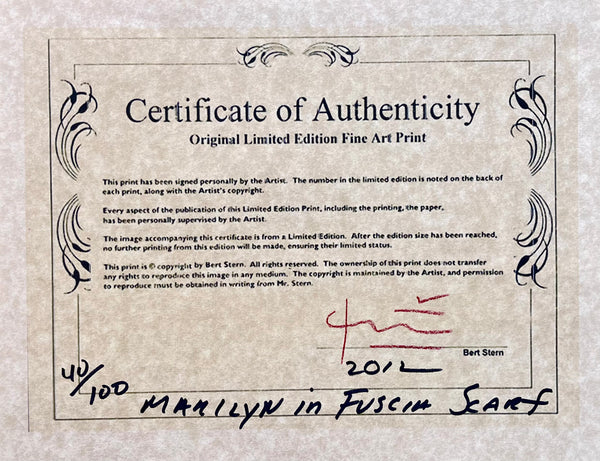 Certificate of Authenticity
Original Limited Edition Fine Art Print
This print has been signed personally by the Artist. The number in the limited edition is noted on the back of
each print, along with the Artist's copyright.
Every aspect of the publication of this Limited Edition Print, including the printing, the paper,
has been personally supervised by the Artist.
The image accompanying this certificate is from a Limited Edition. After the edition size has been reached,
no further printing from this edition will be made, ensuring their limited status.
This print is © copyright by Bert Stern. All rights reserved. The ownership of this print does not transfer
any rights to reproduce this image in any medium. The copyright is maintained by the Artist, and permission
to reproduce must be obtained in writing from Mr. Stern.
Bert Stern
2012
40/100
MARILYN in FUSCIA SCARF